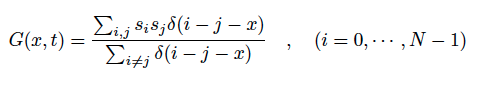 G(x, t) = \frac{\sum_{i,j} s_i s_j \delta(i - j - x)}{\sum_{i \neq j} \delta(i - j - x)} , (i = 0, \cdots , N - 1)